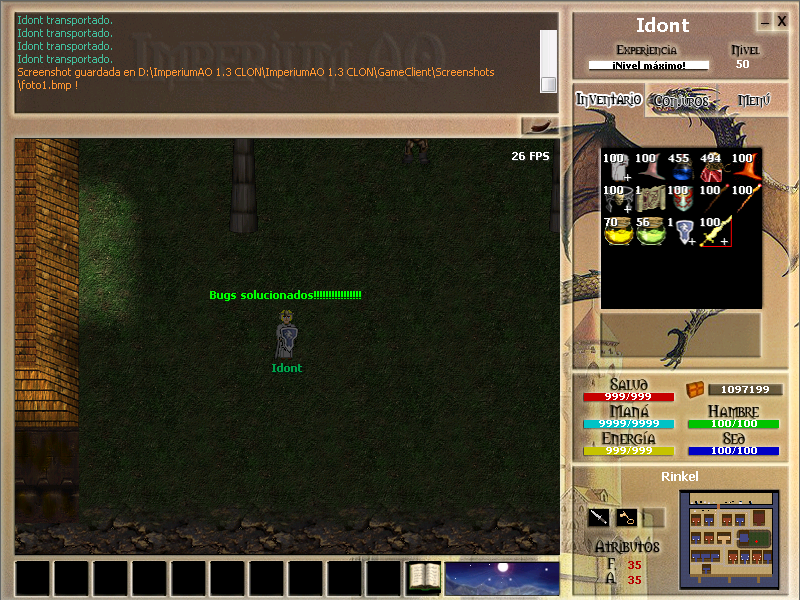 Idont transportado.
Idont transportado.
Idont transportado.
Idont transportado.
Screenshot guardada en D:\ImperiumAO 1.3 CLON\ImperiumAO 1.3 CLON\GameClient\Screenshots
\foto1.bmp !
ImperiumAO
26 FPS
Bugs solucionados!!!!!!!!!!!!!!!!
Idont
Idont
_ X
Experiencia
Nivel
¡Nivel máximo!
50
Inventario
Conjuros
Menú
100 100 455 494 100
100 1 100 100 100
70 56 1 100
Salud
999/999
1097199
Maná
9999/9999
Hambre
100/100
Energía
999/999
Sed
100/100
Rinkel
Atributos
F. 35
A. 35